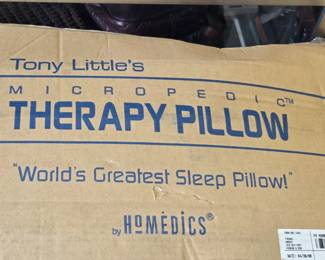 Tony Little's
MICROPEDIC™
THERAPY PILLOW
"World's Greatest Sleep Pillow!"
by HOMEDICS®